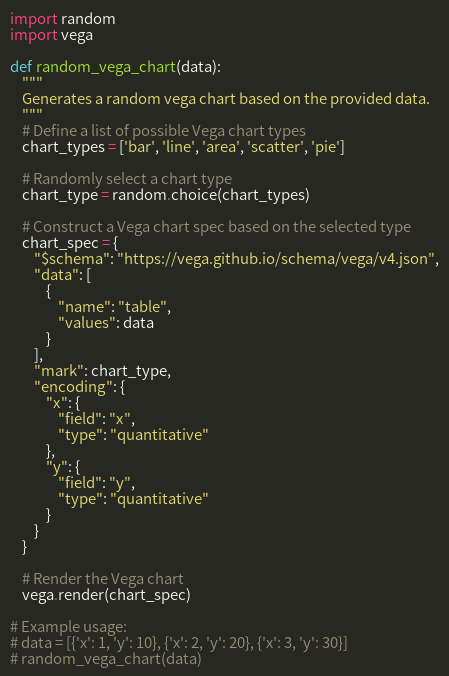 import random
import vega

def random_vega_chart(data):
    """
    Generates a random vega chart based on the provided data.
    """
    # Define a list of possible Vega chart types
    chart_types = ['bar', 'line', 'area', 'scatter', 'pie']

    # Randomly select a chart type
    chart_type = random.choice(chart_types)

    # Construct a Vega chart spec based on the selected type
    chart_spec = {
        "$schema": "https://vega.github.io/schema/vega/v4.json",
        "data": [
            {
                "name": "table",
                "values": data
            }
        ],
        "mark": chart_type,
        "encoding": {
            "x": {
                "field": "x",
                "type": "quantitative"
            },
            "y": {
                "field": "y",
                "type": "quantitative"
            }
        }
    }

    # Render the Vega chart
    vega.render(chart_spec)

# Example usage:
# data = [{'x': 1, 'y': 10}, {'x': 2, 'y': 20}, {'x': 3, 'y': 30}]
# random_vega_chart(data)